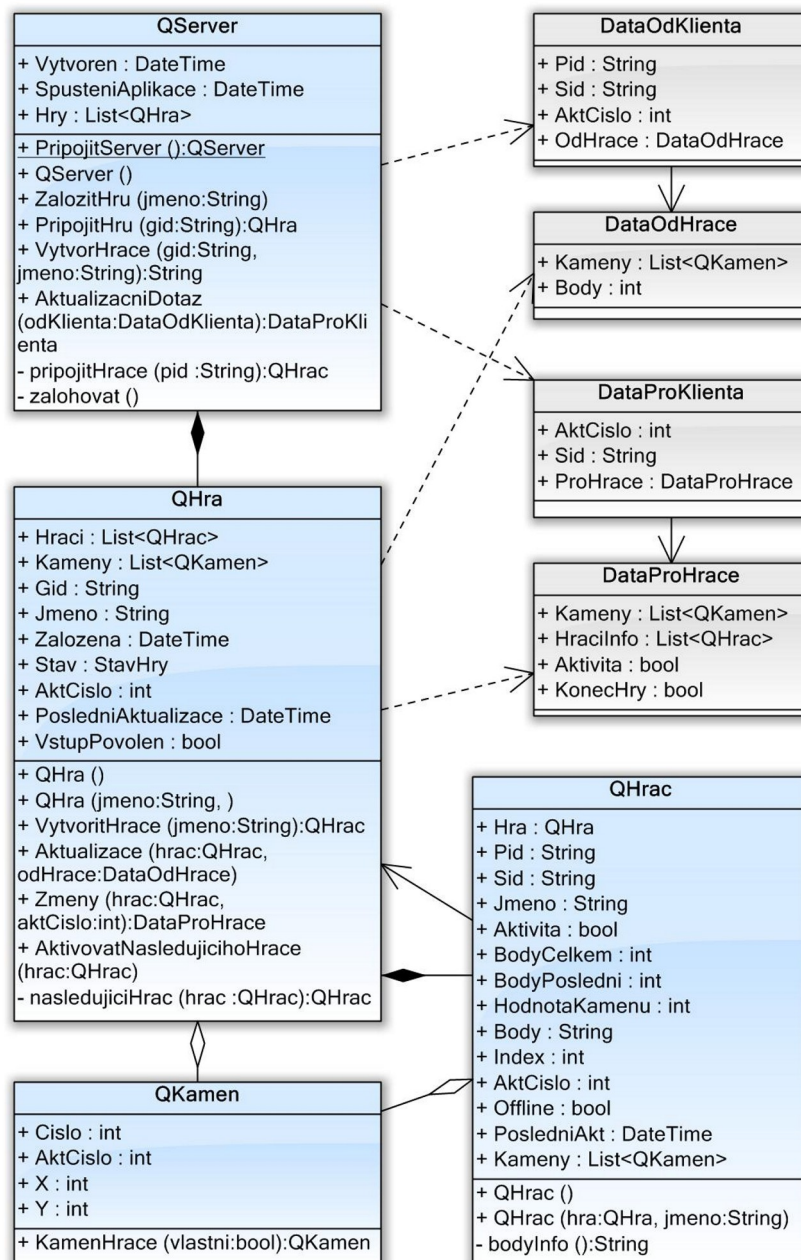 QServer
+ Vytvoren : DateTime
+ SpusteniAplikace : DateTime
+ Hry : List<QHra>
+ PripojitServer ():QServer
+ QServer ()
+ ZalozitHru (jmeno:String)
+ PripojitHru (gid:String):QHra
+ VytvorHrace (gid:String,
jmeno:String):String
+ AktualizacniDotaz
(odKlienta:DataOdKlienta):DataProKli
enta
- pripojitHrace (pid :String):QHrac
- zalohovat ()
DataOdKlienta
+ Pid : String
+ Sid : String
+ AktCislo : int
+ OdHrace : DataOdHrace
DataOdHrace
+ Kameny : List<QKamen>
+ Body : int
DataProKlienta
+ AktCislo : int
+ Sid : String
+ ProHrace : DataProHrace
DataProHrace
+ Kameny : List<QKamen>
+ HraciInfo : List<QHrac>
+ Aktivita : bool
+ KonecHry : bool
QHra
+ Hraci : List<QHrac>
+ Kameny : List<QKamen>
+ Gid : String
+ Jmeno : String
+ Zalozena : DateTime
+ Stav : StavHry
+ AktCislo : int
+ PosledniAktualizace : DateTime
+ VstupPovolen : bool
+ QHra ()
+ QHra (jmeno:String, )
+ VytvoritHrace (jmeno:String):QHrac
+ Aktualizace (hrac:QHrac,
odHrace:DataOdHrace)
+ Zmeny (hrac:QHrac,
aktCislo:int):DataProHrace
+ AktivovatNasledujicihoHrace
(hrac:QHrac)
- nasledujiciHrac (hrac :QHrac):QHrac
QHrac
+ Hra : QHra
+ Pid : String
+ Sid : String
+ Jmeno : String
+ Aktivita : bool
+ BodyCelkem : int
+ BodyPosledni : int
+ HodnotaKamenu : int
+ Body : String
+ Index : int
+ AktCislo : int
+ Offline : bool
+ PosledniAkt : DateTime
+ Kameny : List<QKamen>
+ QHrac ()
+ QHrac (hra:QHra, jmeno:String)
- bodyInfo ():String
QKamen
+ Cislo : int
+ AktCislo : int
+ X : int
+ Y : int
+ KamenHrace (vlastni:bool):QKamen